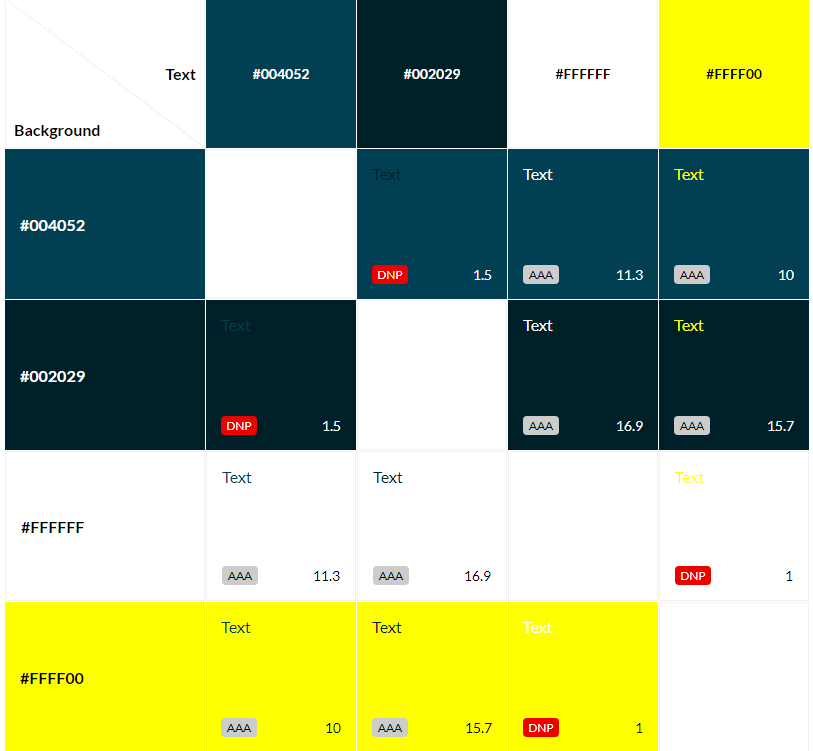 Text
Background
#004052
#002029
#FFFFFF
#FFFF00
#004052
Text
DNP 1.5
Text
AAA 11.3
Text
AAA 10
#002029
Text
DNP 1.5
Text
AAA 16.9
Text
AAA 15.7
#FFFFFF
Text
AAA 11.3
Text
AAA 16.9
Text
DNP 1
#FFFF00
Text
AAA 10
Text
AAA 15.7
Text
DNP 1